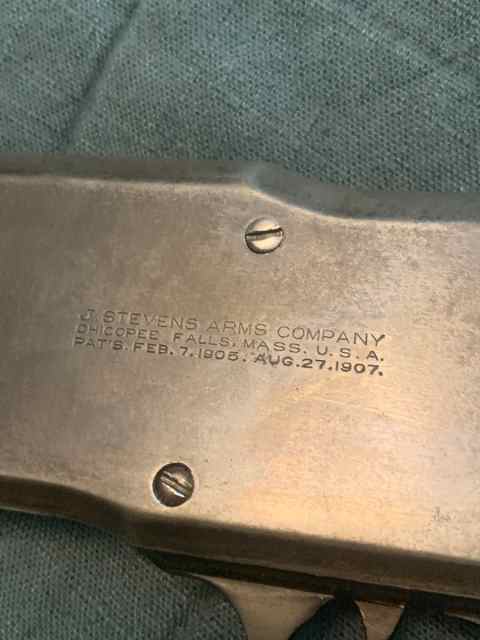 J. STEVENS ARMS COMPANY
CHICOPEE FALLS, MASS. U.S.A.
PAT'S. FEB. 7. 1905. AUG. 27. 1907.